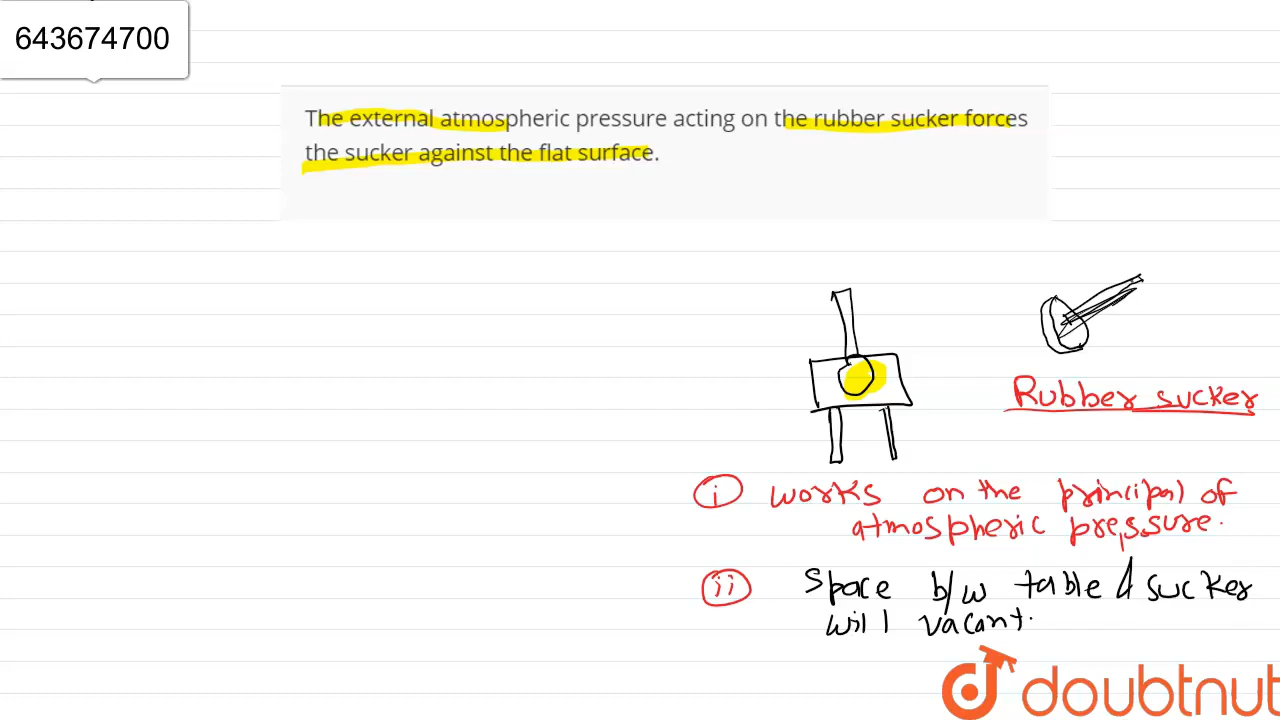 643674700
The external atmospheric pressure acting on the rubber sucker forces
the sucker against the flat surface.
Rubber sucker
i works on the principal of
atmospheric pressure.
ii Space b/w table & sucker
will vacant.
doubtnut